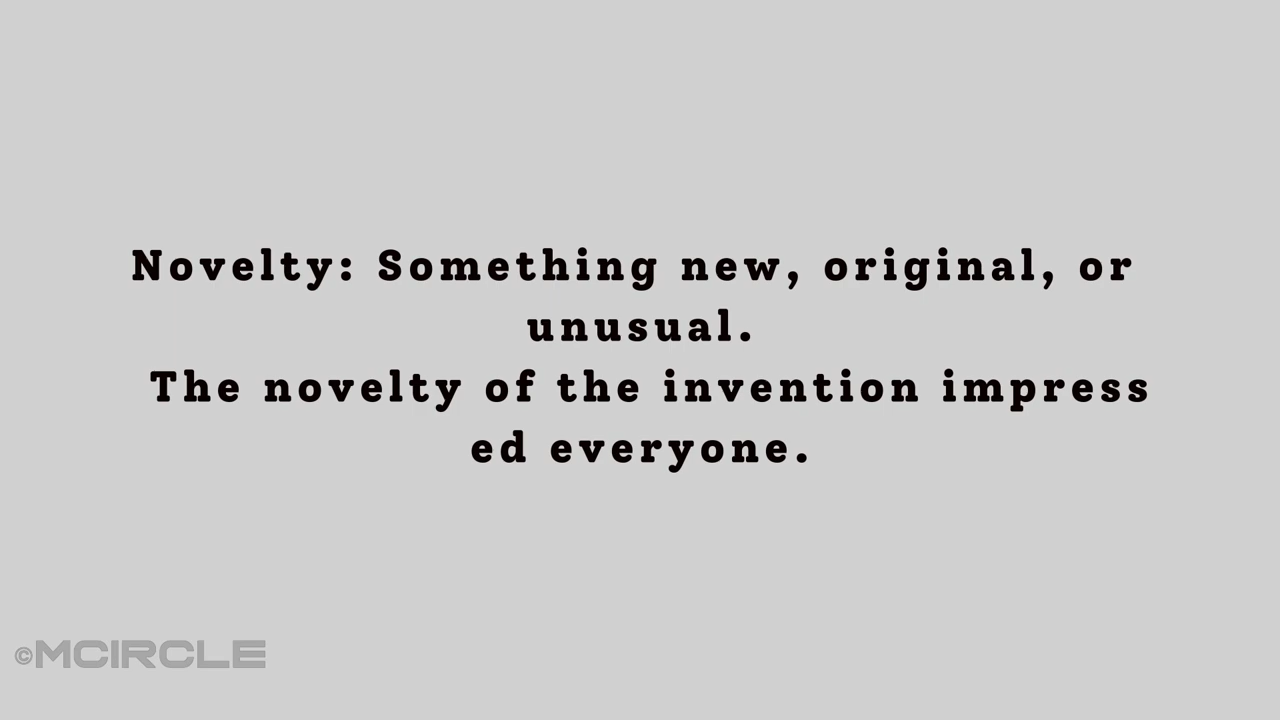 Novelty: Something new, original, or
unusual.
The novelty of the invention impress
ed everyone.
©MCIRCLE